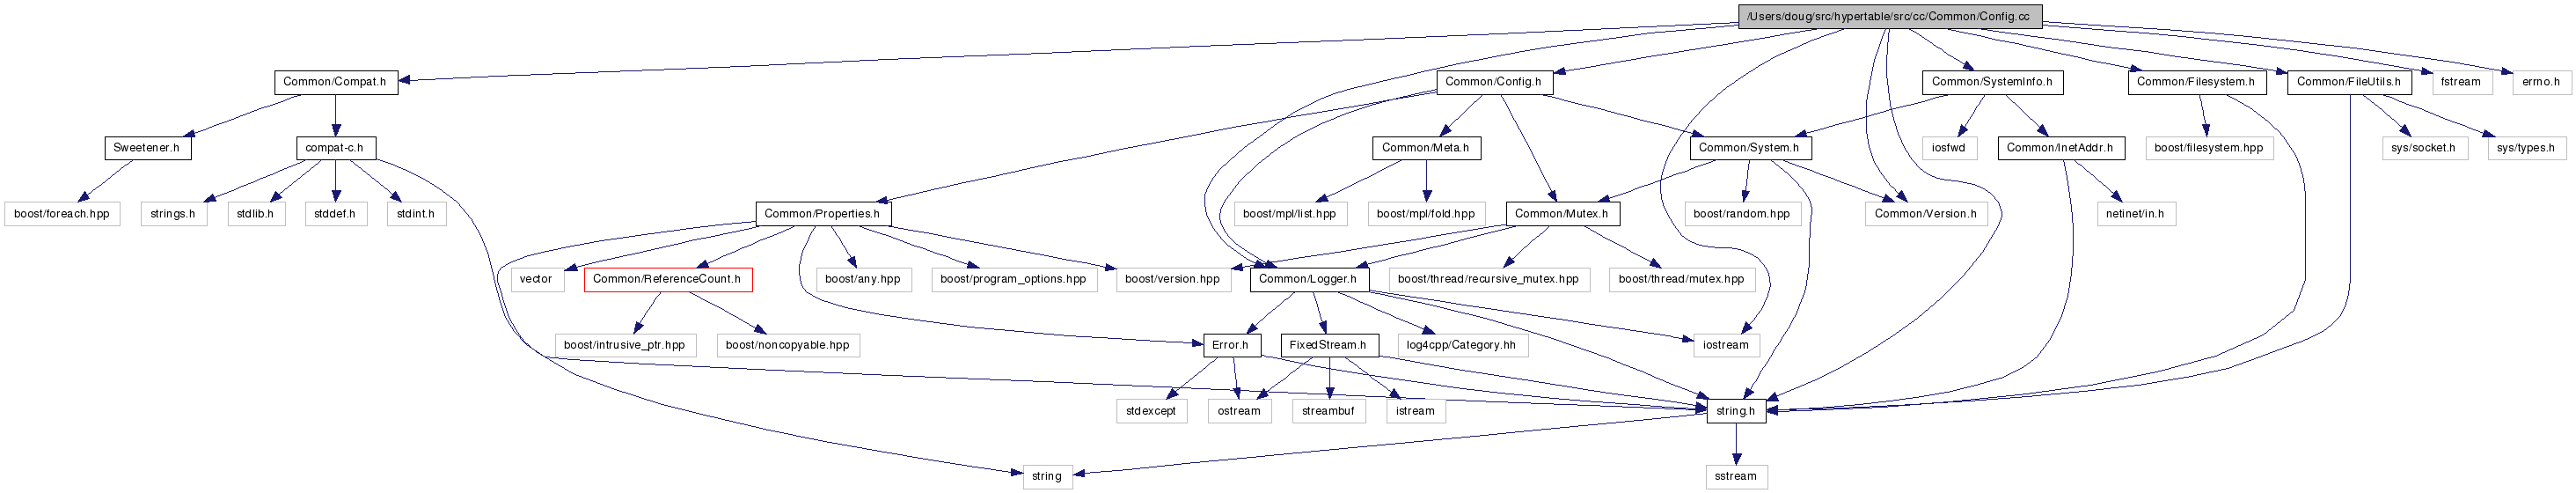 /Users/doug/src/hypertable/src/cc/Common/Config.cc
Common/Compat.h
Common/Config.h
Common/SystemInfo.h
Common/Filesystem.h
Common/FileUtils.h
fstream
errno.h
Sweetener.h
compat-c.h
Common/Meta.h
Common/System.h
iosfwd
Common/InetAddr.h
boost/filesystem.hpp
sys/socket.h
sys/types.h
boost/foreach.hpp
strings.h
stdlib.h
stddef.h
stdint.h
Common/Properties.h
boost/mpl/list.hpp
boost/mpl/fold.hpp
Common/Mutex.h
boost/random.hpp
Common/Version.h
netinet/in.h
vector
Common/ReferenceCount.h
boost/any.hpp
boost/program_options.hpp
boost/version.hpp
Common/Logger.h
boost/thread/recursive_mutex.hpp
boost/thread/mutex.hpp
boost/intrusive_ptr.hpp
boost/noncopyable.hpp
Error.h
FixedStream.h
log4cpp/Category.hh
iostream
stdexcept
ostream
streambuf
istream
string.h
string
sstream